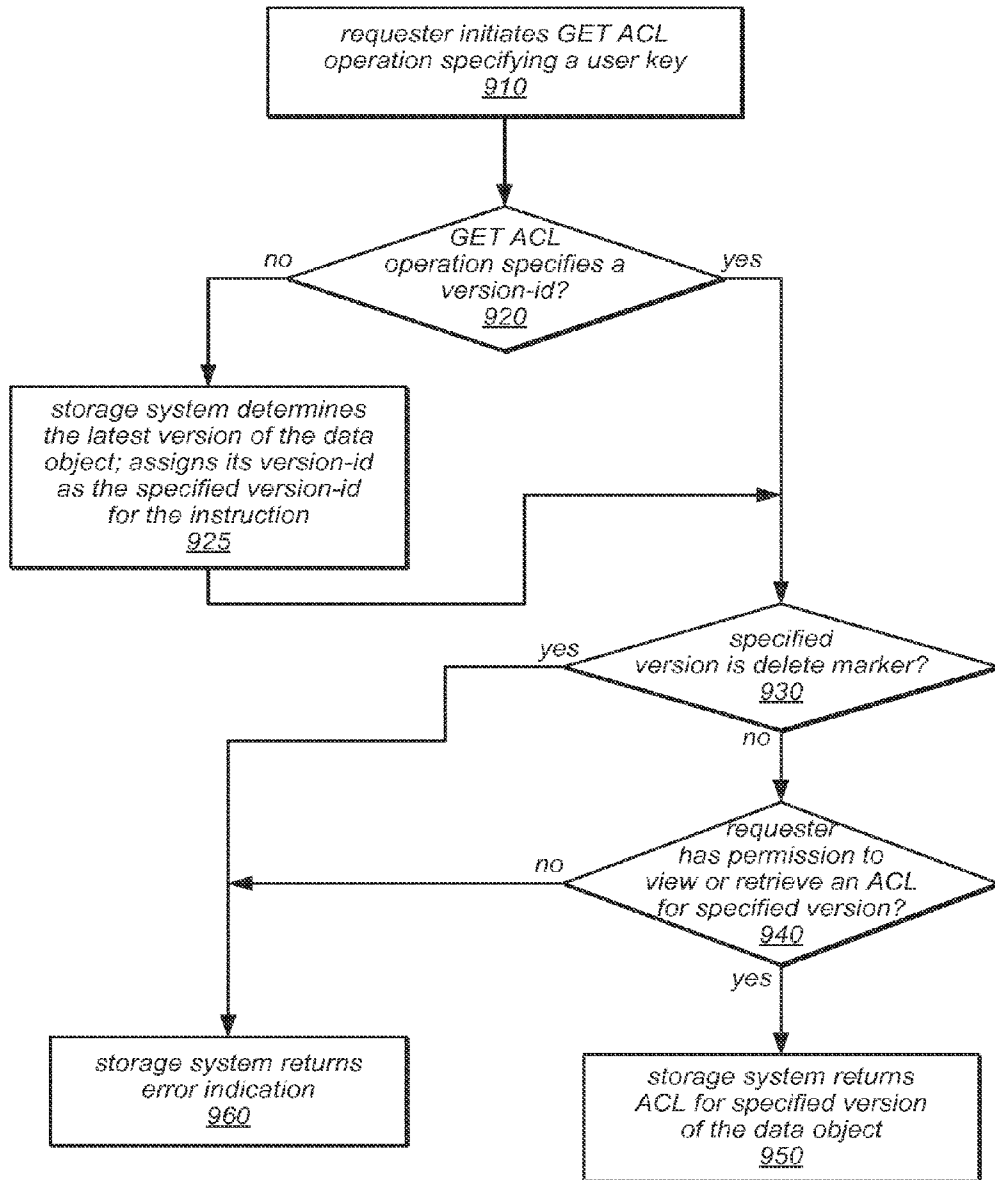 requester initiates GET ACL
operation specifying a user key
910
GET ACL
operation specifies a
version-id?
920
no
yes
storage system determines
the latest version of the data
object; assigns its version-id
as the specified version-id
for the instruction
925
specified
version is delete marker?
930
yes
no
requester
has permission to
view or retrieve an ACL
for specified version?
940
no
yes
storage system returns
error indication
960
storage system returns
ACL for specified version
of the data object
950